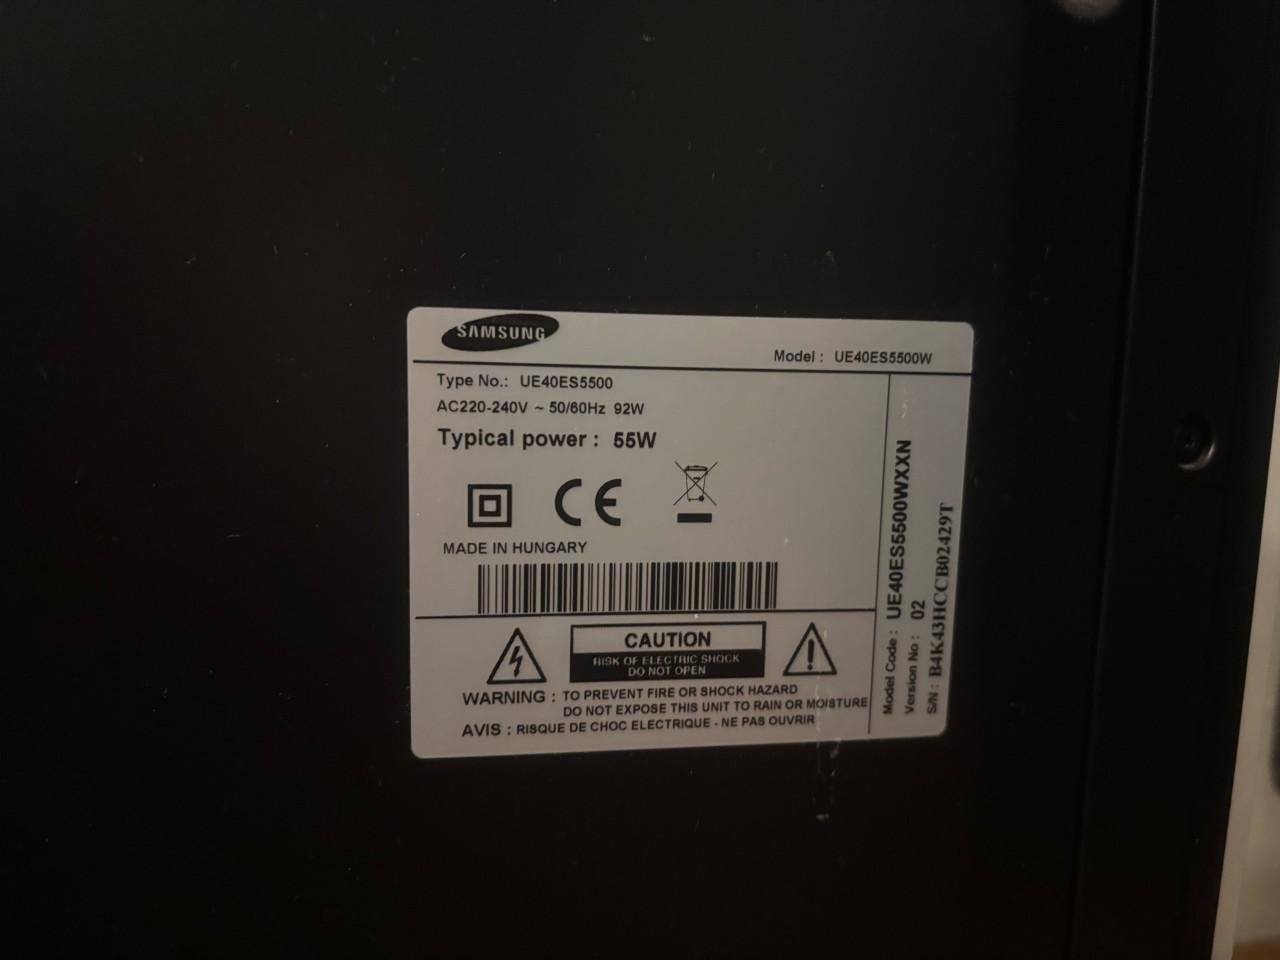 SAMSUNG
Model : UE40ES5500W
Type No.: UE40ES5500
AC220-240V ~ 50/60Hz 92W
Typical power : 55W
CE
MADE IN HUNGARY
CAUTION
RISK OF ELECTRIC SHOCK
DO NOT OPEN
WARNING : TO PREVENT FIRE OR SHOCK HAZARD
DO NOT EXPOSE THIS UNIT TO RAIN OR MOISTURE
AVIS : RISQUE DE CHOC ELECTRIQUE - NE PAS OUVRIR
Model Code : UE40ES5500WXXN
Version No : 02
S/N : B4K43HCCB02429T